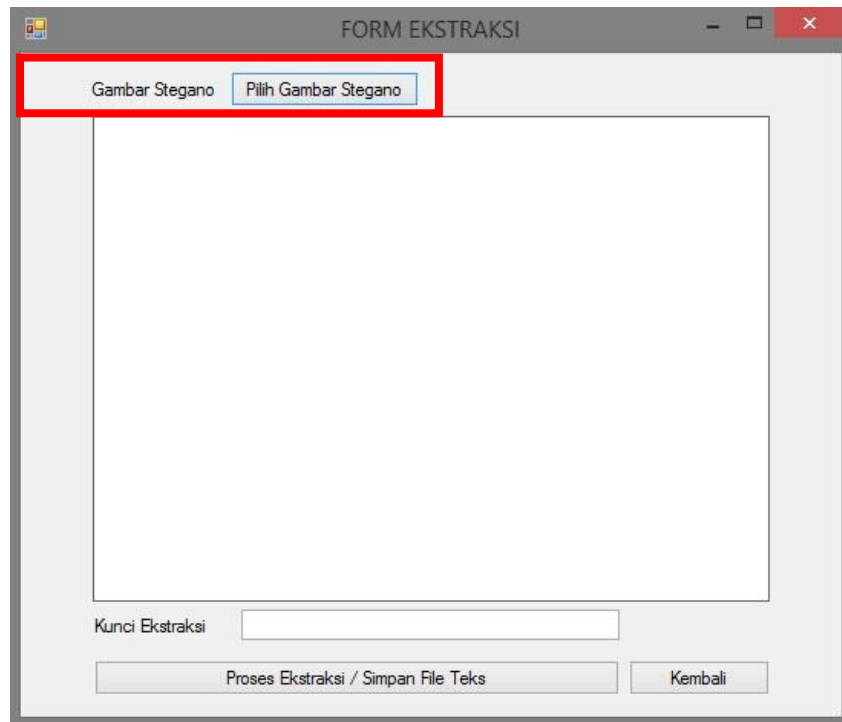 FORM EKSTRAKSI
Gambar Stegano Pilih Gambar Stegano
Kunci Ekstraksi
Proses Ekstraksi / Simpan File Teks Kembali